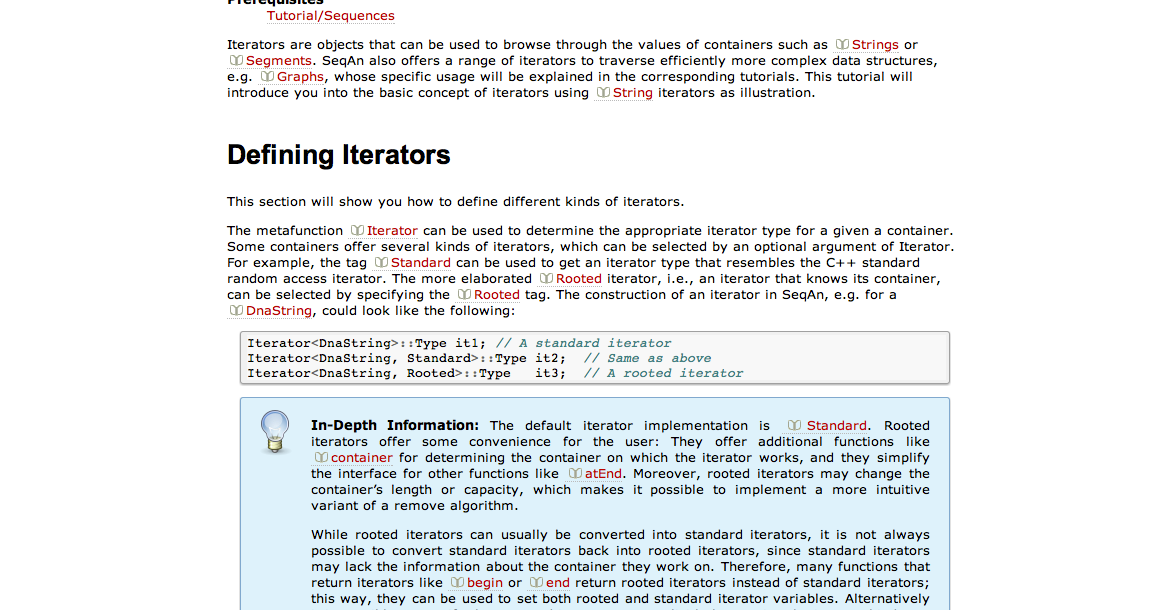 Prerequisites
Tutorial/Sequences
Iterators are objects that can be used to browse through the values of containers such as Strings or
Segments. SeqAn also offers a range of iterators to traverse efficiently more complex data structures,
e.g. Graphs, whose specific usage will be explained in the corresponding tutorials. This tutorial will
introduce you into the basic concept of iterators using String iterators as illustration.
Defining Iterators
This section will show you how to define different kinds of iterators.
The metafunction Iterator can be used to determine the appropriate iterator type for a given a container.
Some containers offer several kinds of iterators, which can be selected by an optional argument of Iterator.
For example, the tag Standard can be used to get an iterator type that resembles the C++ standard
random access iterator. The more elaborated Rooted iterator, i.e., an iterator that knows its container,
can be selected by specifying the Rooted tag. The construction of an iterator in SeqAn, e.g. for a
DnaString, could look like the following:
Iterator<DnaString>::Type it1; // A standard iterator
Iterator<DnaString, Standard>::Type it2; // Same as above
Iterator<DnaString, Rooted>::Type it3; // A rooted iterator
In-Depth Information: The default iterator implementation is Standard. Rooted
iterators offer some convenience for the user: They offer additional functions like
container for determining the container on which the iterator works, and they simplify
the interface for other functions like atEnd. Moreover, rooted iterators may change the
container's length or capacity, which makes it possible to implement a more intuitive
variant of a remove algorithm.
While rooted iterators can usually be converted into standard iterators, it is not always
possible to convert standard iterators back into rooted iterators, since standard iterators
may lack the information about the container they work on. Therefore, many functions that
return iterators like begin or end return rooted iterators instead of standard iterators;
this way, they can be used to set both rooted and standard iterator variables. Alternatively